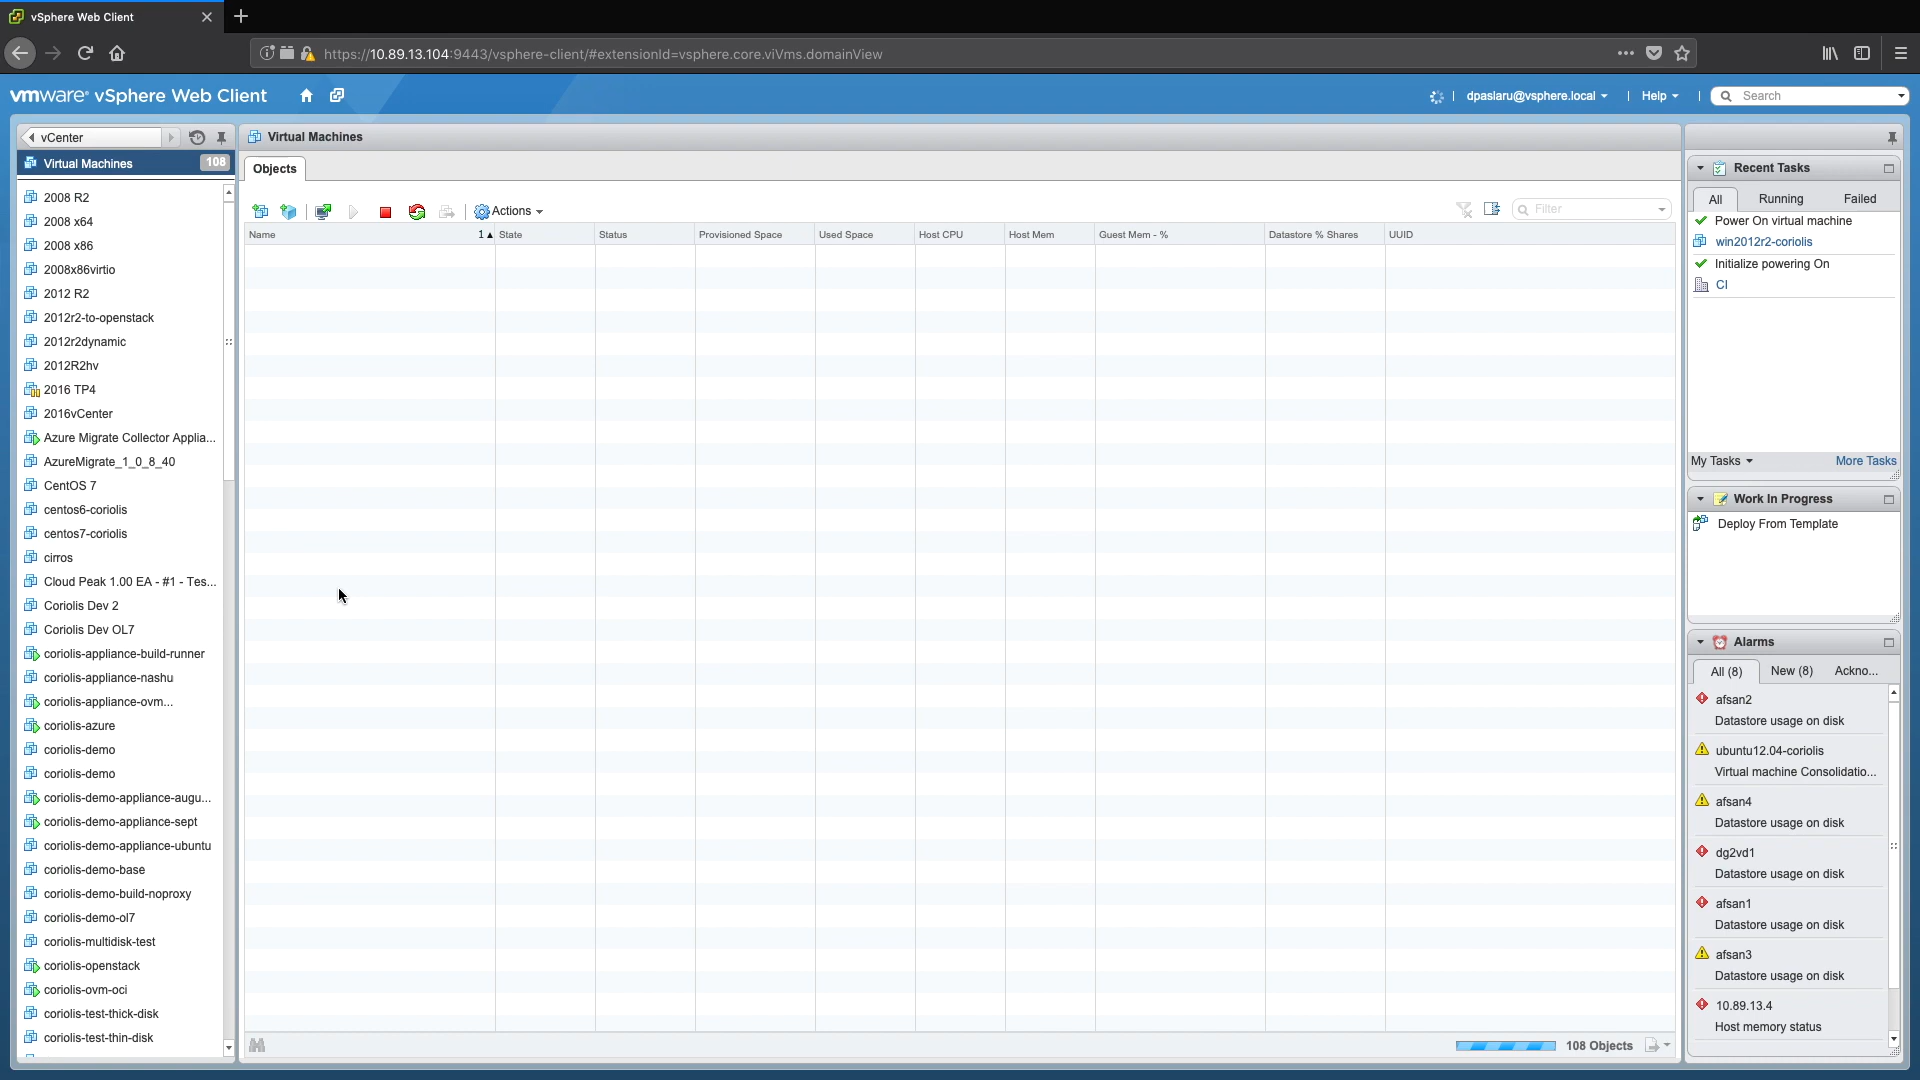 vSphere Web Client
https://10.89.13.104:9443/vsphere-client/#extensionId=vsphere.core.viVms.domainView
vmware® vSphere Web Client
dpaslaru@vsphere.local
Help
Search
vCenter
Virtual Machines 108
2008 R2
2008 x64
2008 x86
2008x86virtio
2012 R2
2012r2-to-openstack
2012r2dynamic
2012R2hv
2016 TP4
2016vCenter
Azure Migrate Collector Applia...
AzureMigrate_1_0_8_40
CentOS 7
centos6-coriolis
centos7-coriolis
cirros
Cloud Peak 1.00 EA - #1 - Tes...
Coriolis Dev 2
Coriolis Dev OL7
coriolis-appliance-build-runner
coriolis-appliance-nashu
coriolis-appliance-ovm...
coriolis-azure
coriolis-demo
coriolis-demo
coriolis-demo-appliance-augu...
coriolis-demo-appliance-sept
coriolis-demo-appliance-ubuntu
coriolis-demo-base
coriolis-demo-build-noproxy
coriolis-demo-ol7
coriolis-multidisk-test
coriolis-openstack
coriolis-ovm-oci
coriolis-test-thick-disk
coriolis-test-thin-disk
Virtual Machines
Objects
Actions
Filter
Name 1 State Status Provisioned Space Used Space Host CPU Host Mem Guest Mem - % Datastore % Shares UUID
108 Objects
Recent Tasks
All Running Failed
Power On virtual machine
win2012r2-coriolis
Initialize powering On
CI
My Tasks More Tasks
Work In Progress
Deploy From Template
Alarms
All (8) New (8) Ackno...
afsan2
Datastore usage on disk
ubuntu12.04-coriolis
Virtual machine Consolidatio...
afsan4
Datastore usage on disk
dg2vd1
Datastore usage on disk
afsan1
Datastore usage on disk
afsan3
Datastore usage on disk
10.89.13.4
Host memory status